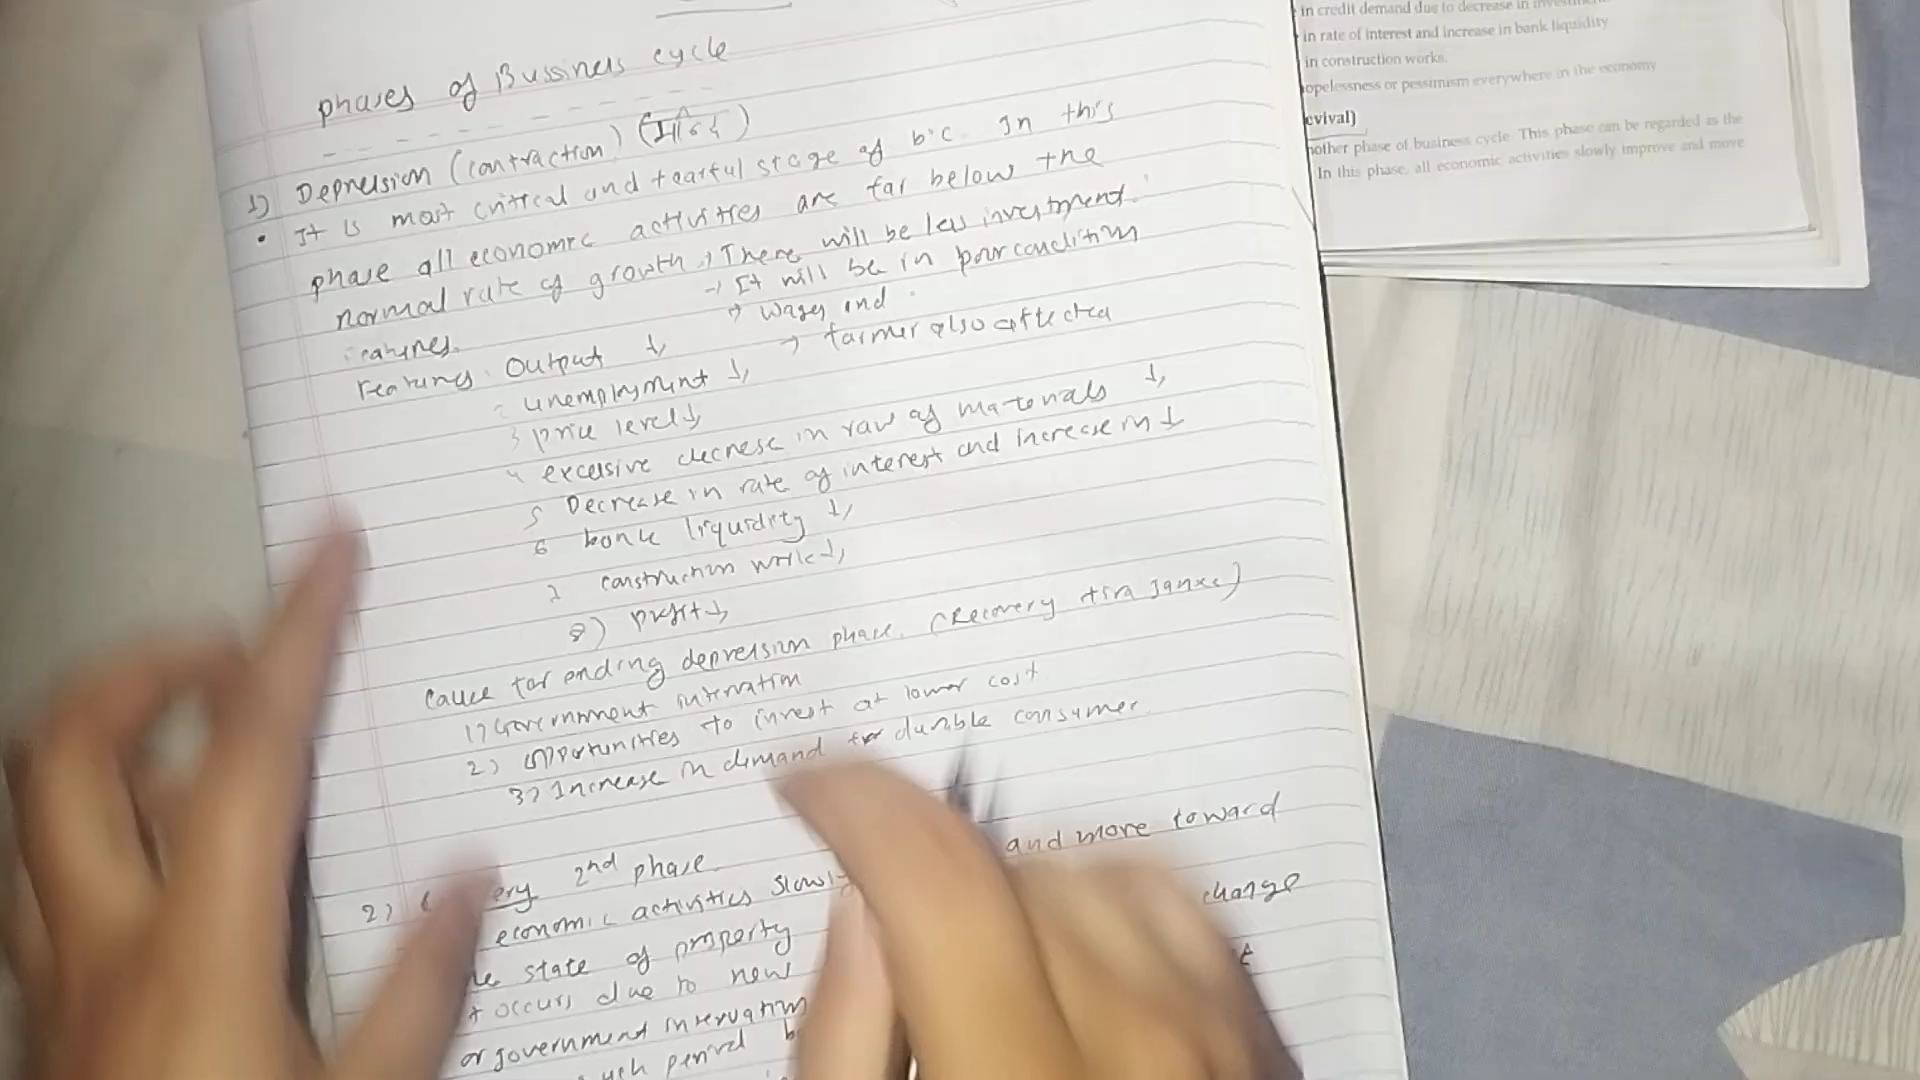 phases of Bussiness cycle
1) Depression (contraction)
• It is most critical and fearful stage of b.c. In this
phase all economic activities are far below the
normal rate of growth → There will be less investment.
→ It will be in poor condition
→ wages and
features.
features. Output ↓
→ farmer also affected
2 unemployment ↓
3 price level ↓
4 excessive decrese in raw of materials ↓
5 Decrease in rate of interest and increase in ↓
6 bank liquidity ↓
7 construction work ↓
8) profit ↓
cause for ending depression phase. (Recovery
1) Government
2) opportunities to invest at lower cost
3) Increase in demand for durable consumer
2) ery 2nd phase.
economic activities slowly and more toward
state of property change
occurs due to new
or government
period
in credit demand due to decrease in
in rate of interest and increase in bank liquidity
in construction works.
opelessness or pessimism everywhere in the economy
evival)
nother phase of business cycle. This phase can be regarded as the
In this phase, all economic activities slowly improve and move